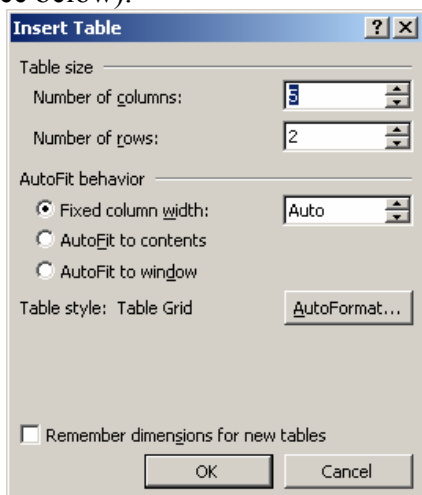 ee below).
Insert Table ? X
Table size
Number of columns: 5
Number of rows: 2
AutoFit behavior
Fixed column width: Auto
AutoFit to contents
AutoFit to window
Table style: Table Grid AutoFormat...
Remember dimensions for new tables
OK Cancel